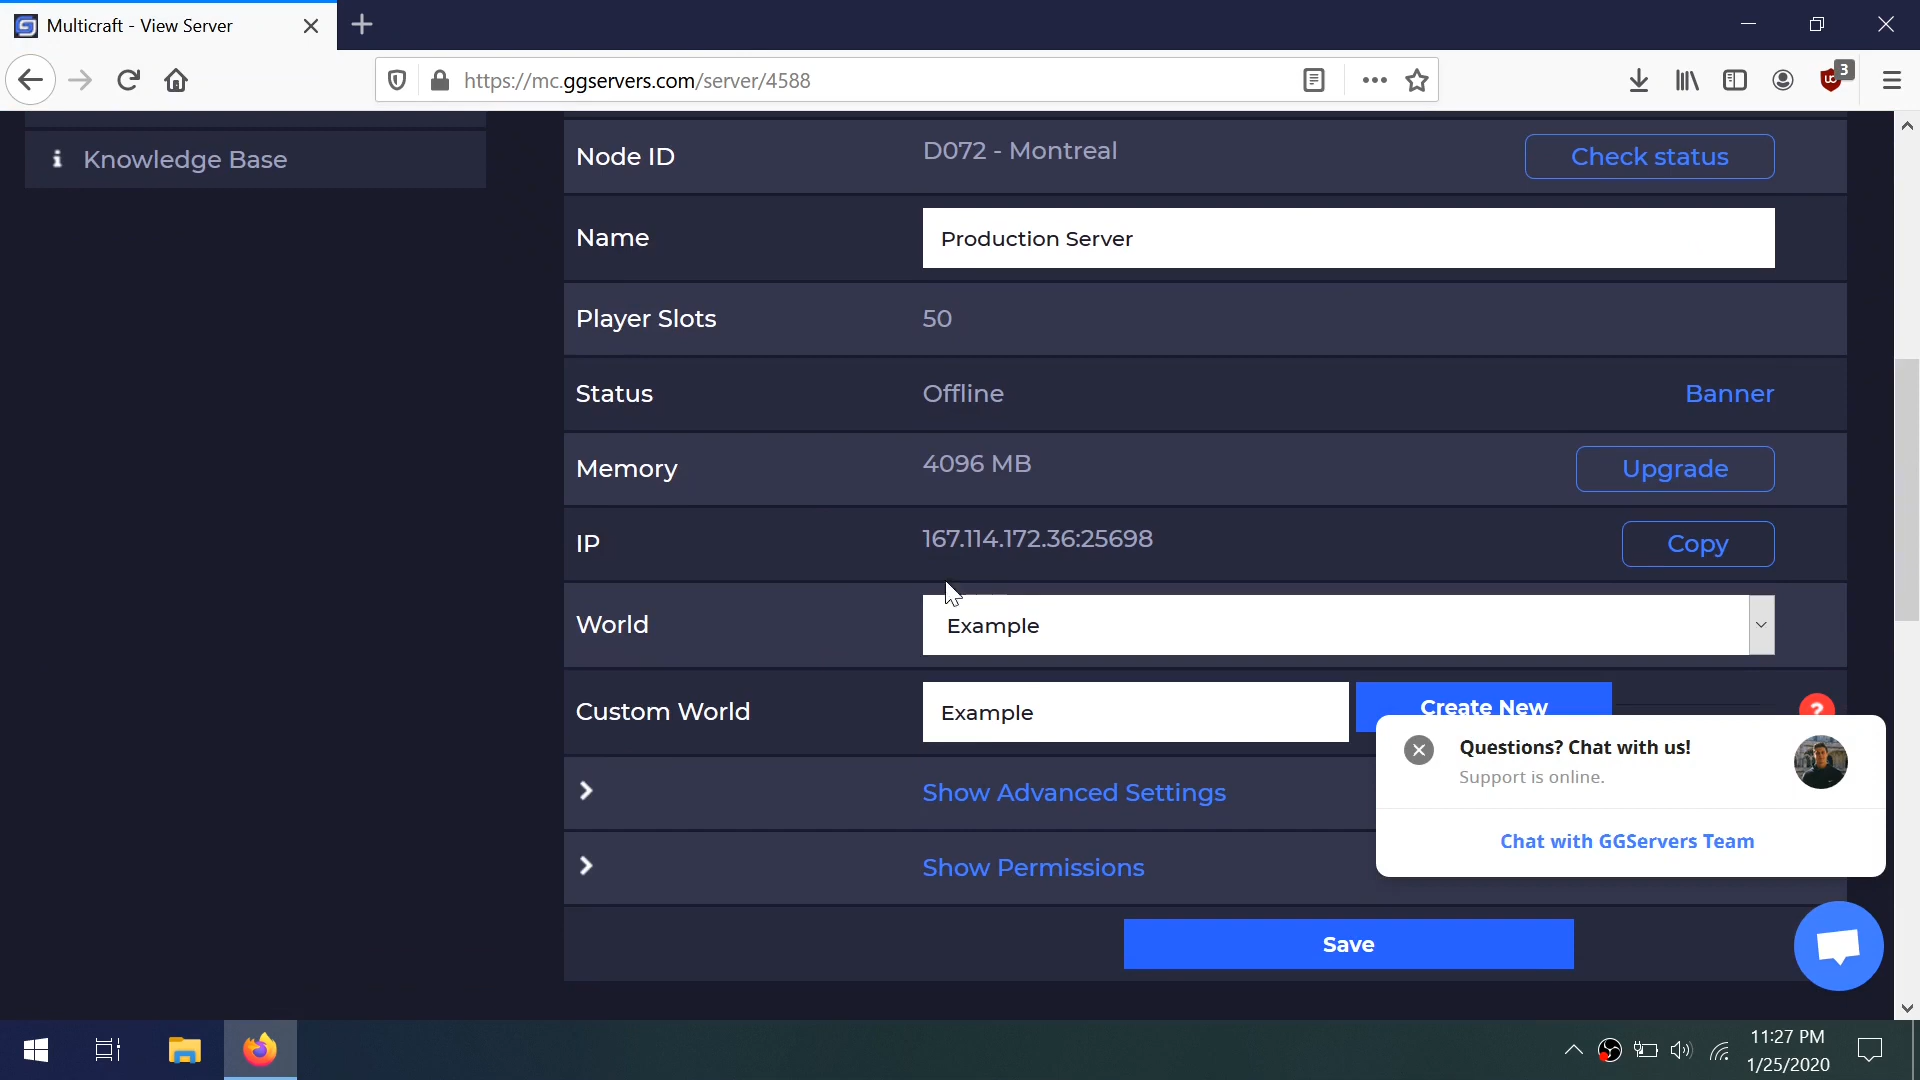 Multicraft - View Server
https://mc.ggservers.com/server/4588
3
Knowledge Base
Node ID
D072 - Montreal
Check status
Name
Production Server
Player Slots
50
Status
Offline
Banner
Memory
4096 MB
Upgrade
IP
167.114.172.36:25698
Copy
World
Example
Custom World
Example
Create New
?
Questions? Chat with us!
Support is online.
Chat with GGServers Team
Show Advanced Settings
Show Permissions
Save
11:27 PM
1/25/2020